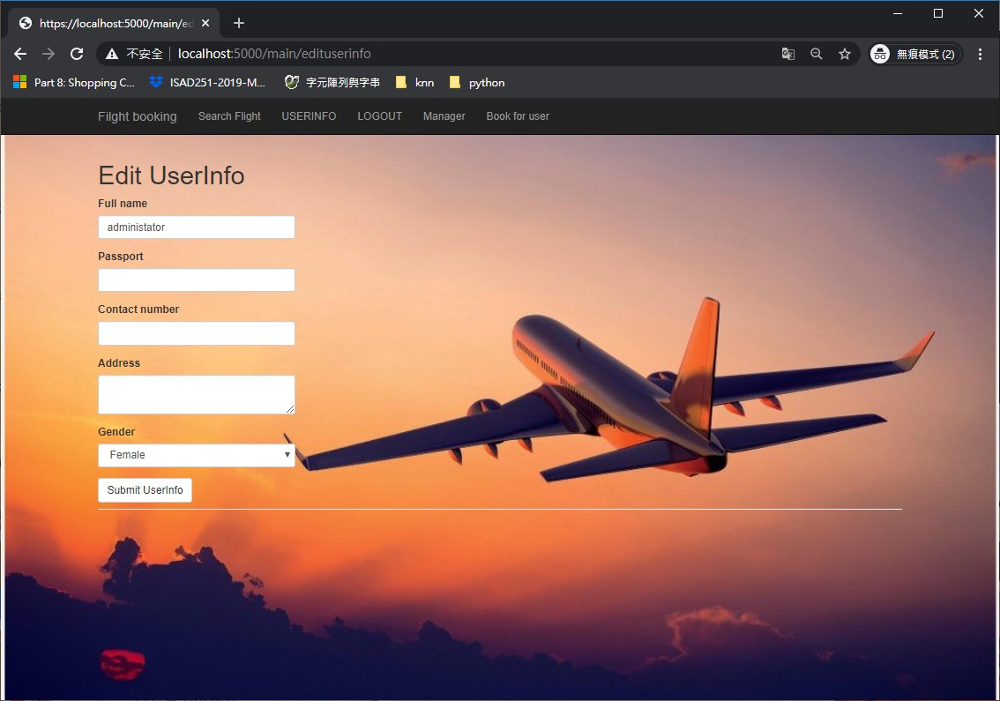 https://localhost:5000/main/ed
不安全 localhost:5000/main/edituserinfo 無痕模式 (2)
Part 8: Shopping C... ISAD251-2019-M... 字元陣列與字串 knn python
Filght booking Search Flight USERINFO LOGOUT Manager Book for user
Edit UserInfo
Full name
administator
Passport
Contact number
Address
Gender
Female
Submit UserInfo